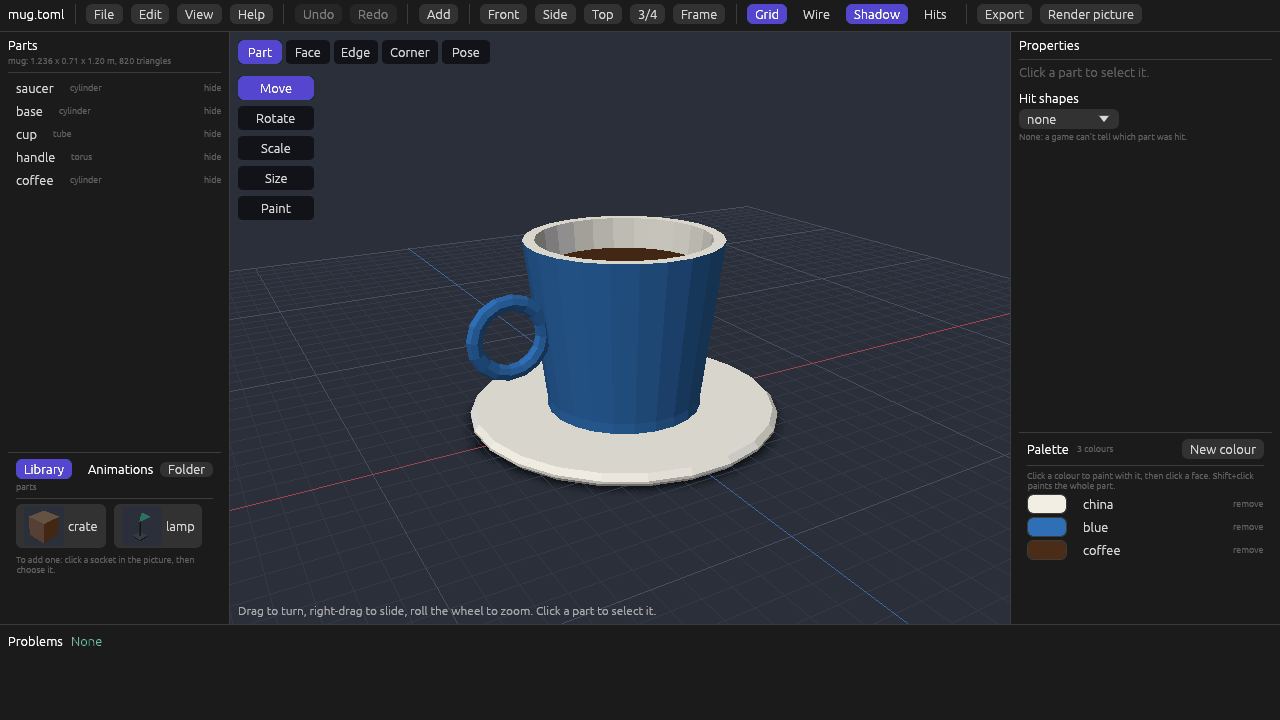 mug.toml File Edit View Help Undo Redo Add Front Side Top 3/4 Frame Grid Wire Shadow Hits Export Render picture
Parts
mug: 1.236 x 0.71 x 1.20 m, 820 triangles
saucer cylinder hide
base cylinder hide
cup tube hide
handle torus hide
coffee cylinder hide
Library Animations Folder
parts
crate lamp
To add one: click a socket in the picture, then
choose it.
Part Face Edge Corner Pose
Move
Rotate
Scale
Size
Paint
Drag to turn, right-drag to slide, roll the wheel to zoom. Click a part to select it.
Properties
Click a part to select it.
Hit shapes
none
None: a game can't tell which part was hit.
Palette 3 colours New colour
Click a colour to paint with it, then click a face. Shift+click
paints the whole part.
china remove
blue remove
coffee remove
Problems None